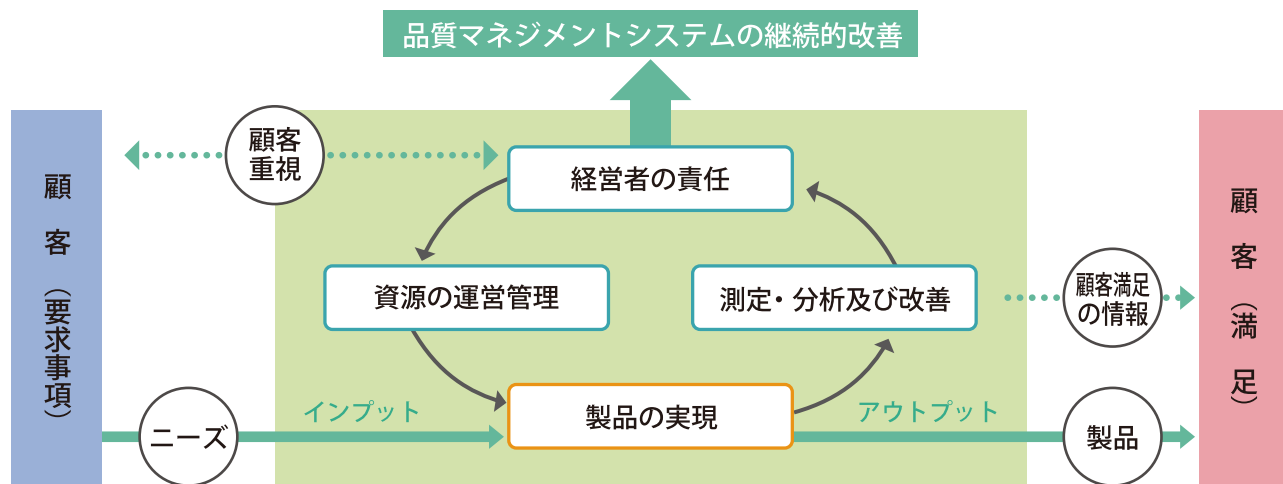 品質マネジメントシステムの継続的改善
顧客
重視
経営者の責任
顧客（要求事項）
資源の運営管理
測定・分析及び改善
顧客満足
の情報
顧客（満足）
インプット
製品の実現
アウトプット
ニーズ
製品